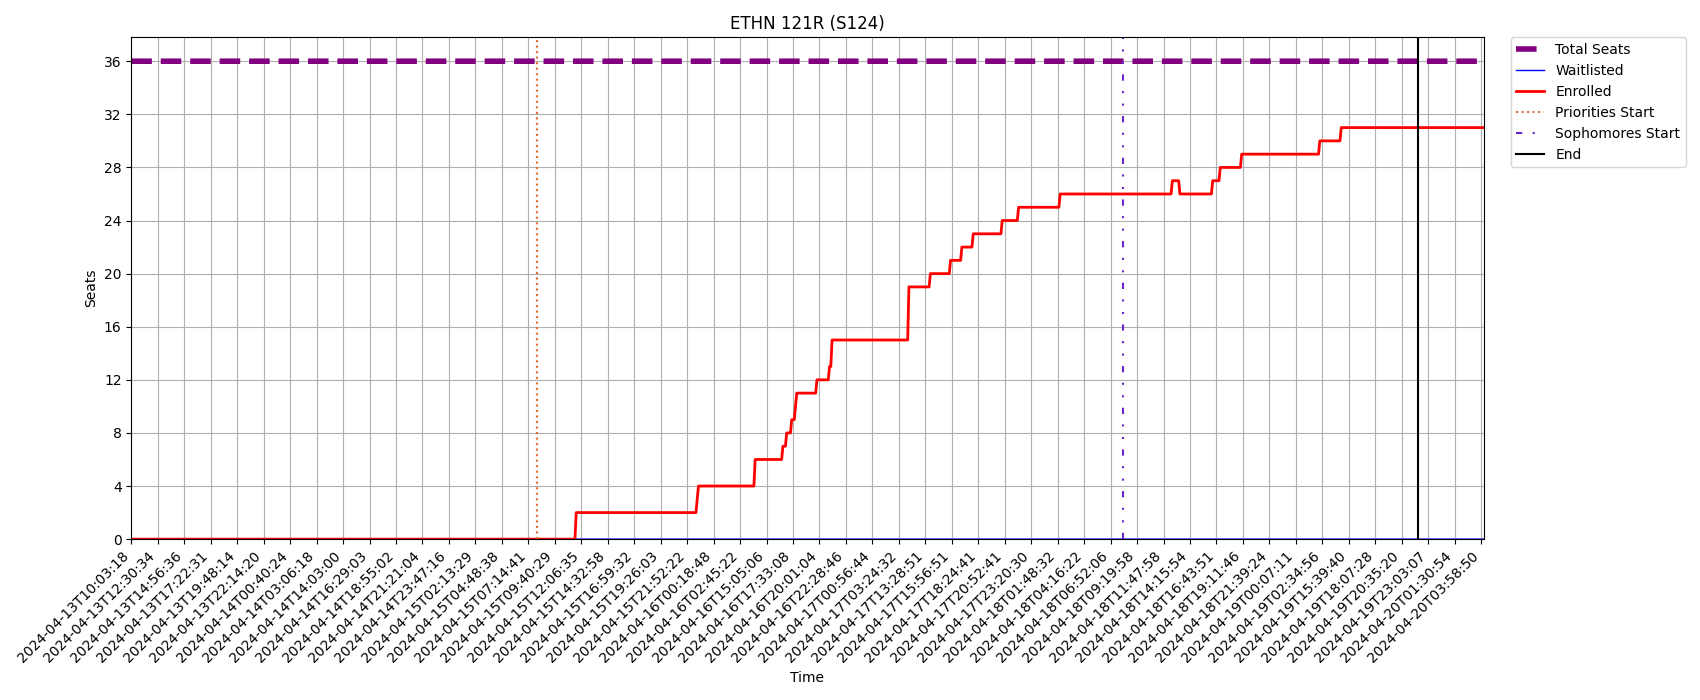 ETHN 121R (S124)
Total Seats
Waitlisted
Enrolled
Priorities Start
Sophomores Start
End
Seats
36
32
28
24
20
16
12
8
4
0
2024-04-13T10:03:18
2024-04-13T12:30:34
2024-04-13T14:56:36
2024-04-13T17:22:31
2024-04-13T19:48:14
2024-04-13T22:14:20
2024-04-14T00:40:24
2024-04-14T03:06:18
2024-04-14T14:03:00
2024-04-14T16:29:03
2024-04-14T18:55:02
2024-04-14T21:21:04
2024-04-14T23:47:16
2024-04-15T02:13:29
2024-04-15T04:48:38
2024-04-15T07:14:41
2024-04-15T09:40:29
2024-04-15T12:06:35
2024-04-15T14:32:58
2024-04-15T16:59:32
2024-04-15T19:26:03
2024-04-15T21:52:22
2024-04-16T00:18:48
2024-04-16T02:45:22
2024-04-16T15:05:06
2024-04-16T17:33:08
2024-04-16T20:01:04
2024-04-16T22:28:46
2024-04-17T00:56:44
2024-04-17T03:24:32
2024-04-17T13:28:51
2024-04-17T15:56:51
2024-04-17T18:24:41
2024-04-17T20:52:41
2024-04-17T23:20:30
2024-04-18T01:48:32
2024-04-18T04:16:22
2024-04-18T06:52:06
2024-04-18T09:19:58
2024-04-18T11:47:58
2024-04-18T14:15:54
2024-04-18T16:43:51
2024-04-18T19:11:46
2024-04-18T21:39:24
2024-04-19T00:07:11
2024-04-19T02:34:56
2024-04-19T15:39:40
2024-04-19T18:07:28
2024-04-19T20:35:20
2024-04-19T23:03:07
2024-04-20T01:30:54
2024-04-20T03:58:50
Time